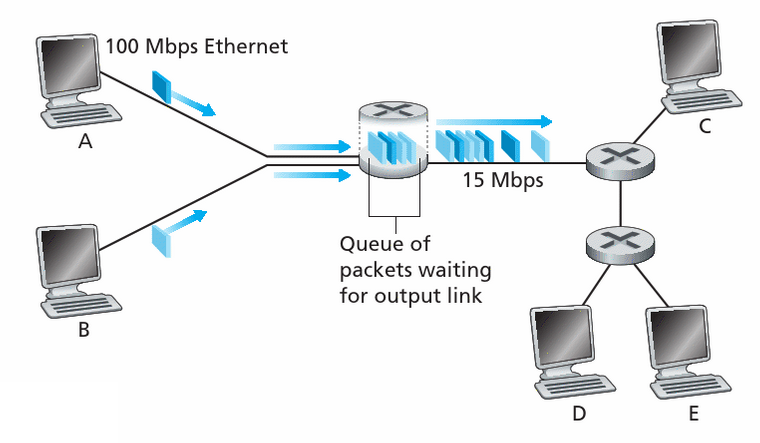 100 Mbps Ethernet
A
C
15 Mbps
Queue of
packets waiting
for output link
B
D
E